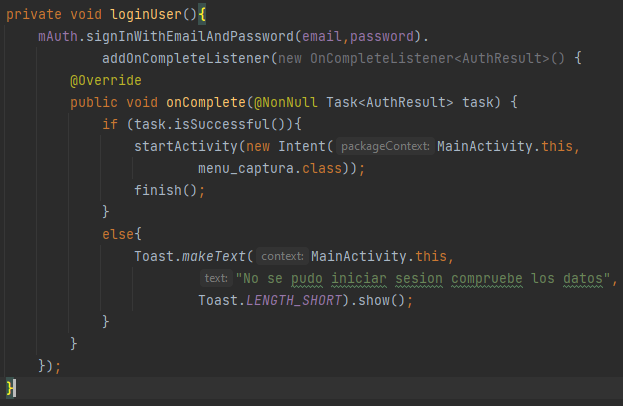 private void loginUser(){
mAuth.signInWithEmailAndPassword(email,password).
addOnCompleteListener(new OnCompleteListener<AuthResult>() {
@Override
public void onComplete(@NonNull Task<AuthResult> task) {
if (task.isSuccessful()){
startActivity(new Intent( packageContext: MainActivity.this,
menu_captura.class));
finish();
}
else{
Toast.makeText( context: MainActivity.this,
text: "No se pudo iniciar sesion compruebe los datos",
Toast.LENGTH_SHORT).show();
}
}
});
}